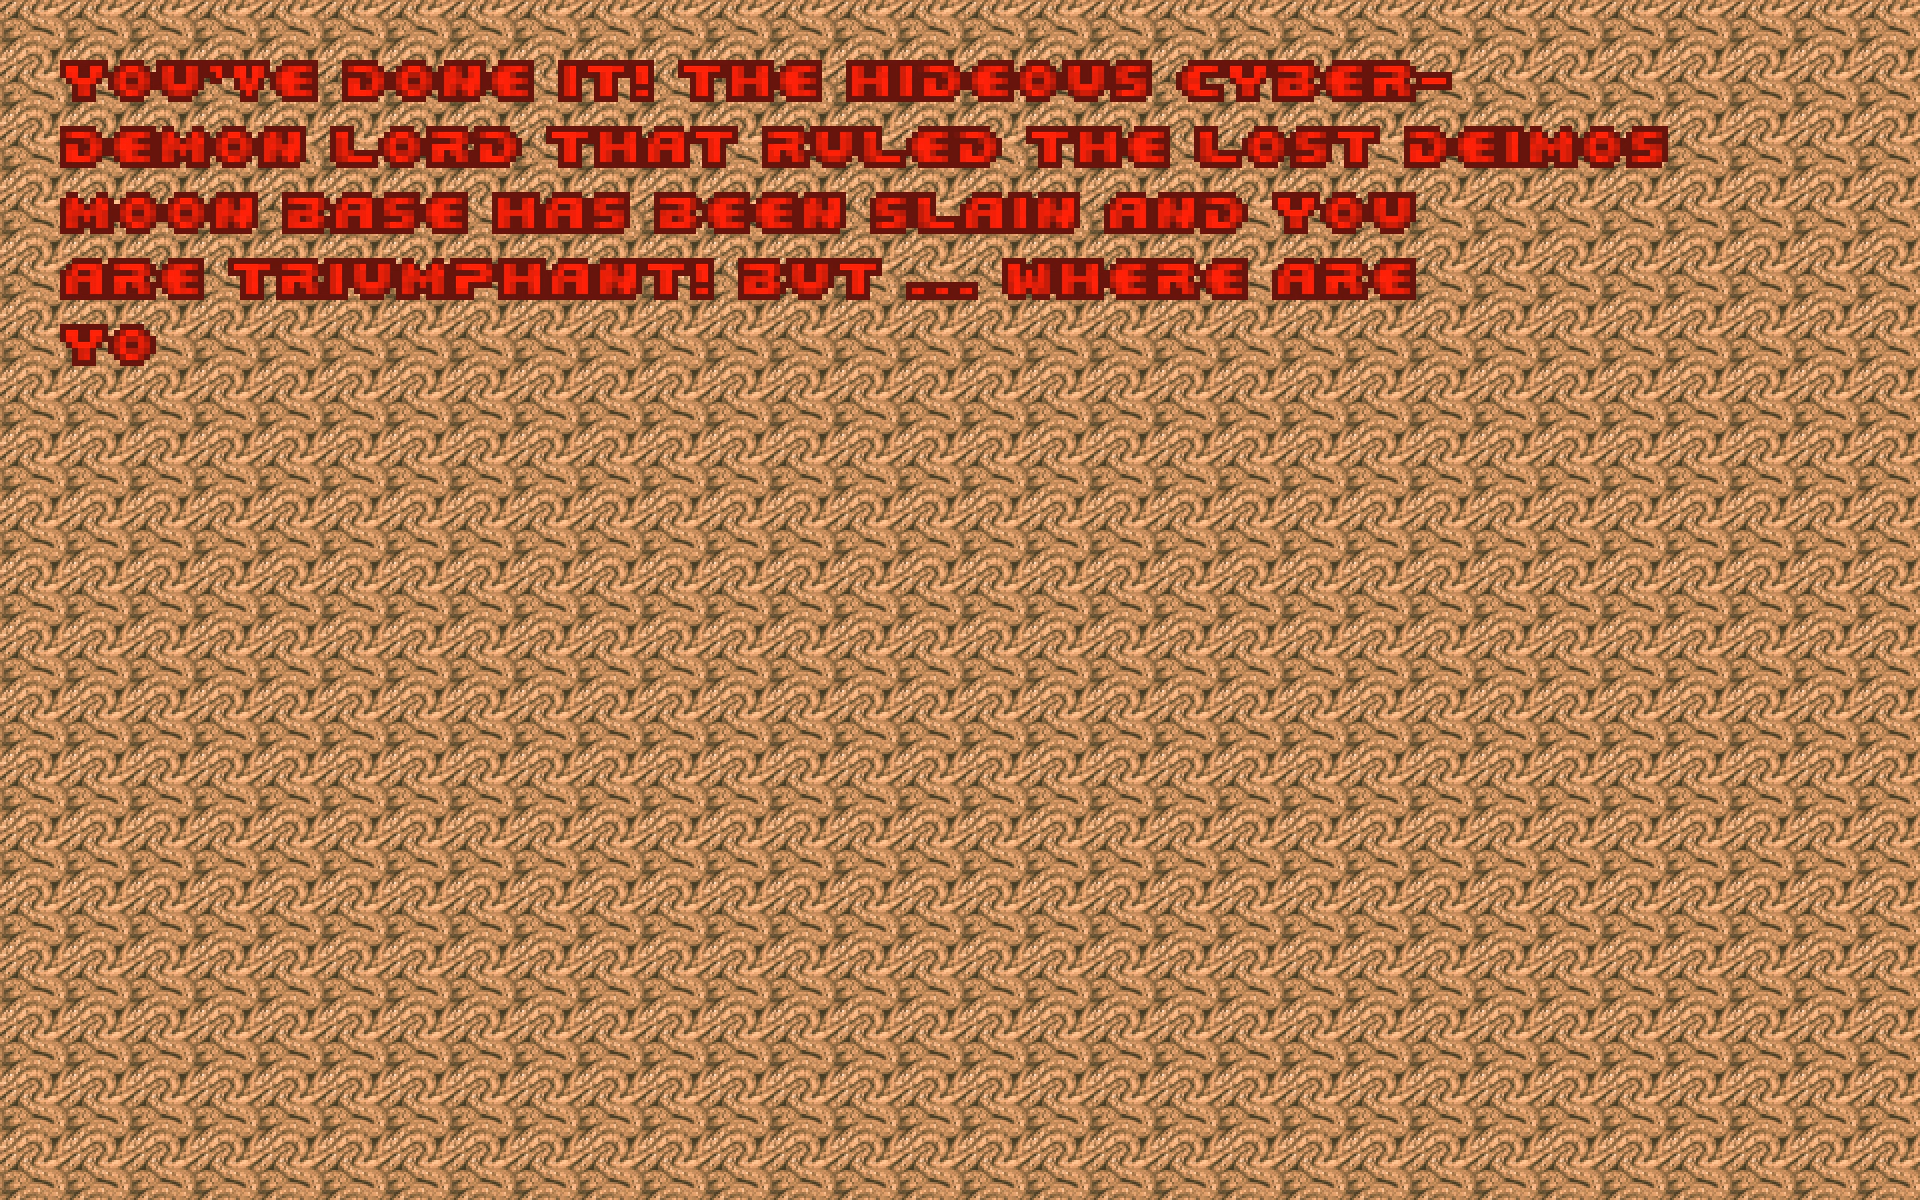 YOU'VE DONE IT! THE HIDEOUS CYBER-
DEMON LORD THAT RULED THE LOST DEIMOS
MOON BASE HAS BEEN SLAIN AND YOU
ARE TRIUMPHANT! BUT ... WHERE ARE
YO